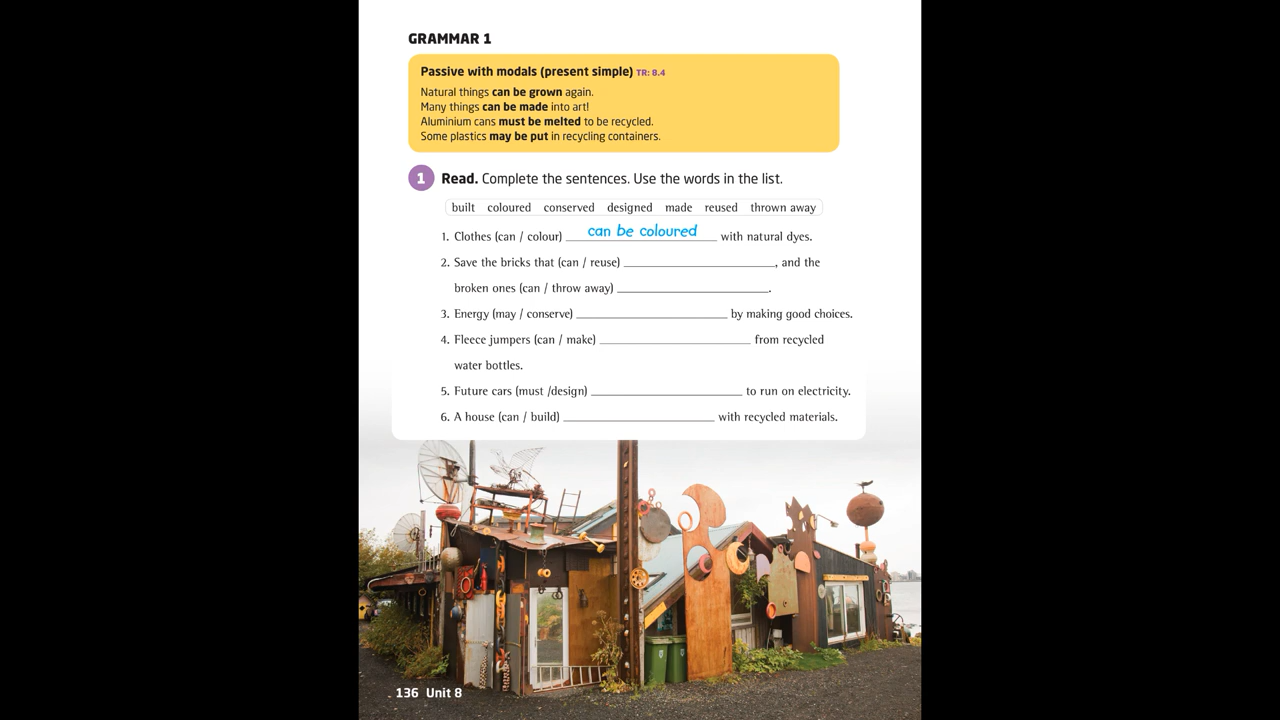 GRAMMAR 1
Passive with modals (present simple) TR: 8.4
Natural things can be grown again.
Many things can be made into art!
Aluminium cans must be melted to be recycled.
Some plastics may be put in recycling containers.
1 Read. Complete the sentences. Use the words in the list.
built coloured conserved designed made reused thrown away
1. Clothes (can / colour) can be coloured with natural dyes.
2. Save the bricks that (can / reuse) ____________________, and the
broken ones (can / throw away) ____________________.
3. Energy (may / conserve) ____________________ by making good choices.
4. Fleece jumpers (can / make) ____________________ from recycled
water bottles.
5. Future cars (must /design) ____________________ to run on electricity.
6. A house (can / build) ____________________ with recycled materials.
136 Unit 8